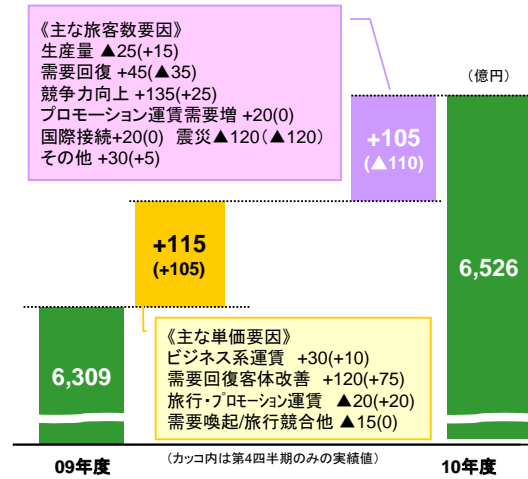 《主な旅客数要因》
生産量 ▲25(+15)
需要回復 +45(▲35)
競争力向上 +135(+25)
プロモーション運賃需要増 +20(0)
国際接続+20(0) 震災▲120(▲120)
その他 +30(+5)
(億円)
+105
(▲110)
+115
(+105)
6,526
6,309
《主な単価要因》
ビジネス系運賃 +30(+10)
需要回復客体改善 +120(+75)
旅行・プロモーション運賃 ▲20(+20)
需要喚起/旅行競合他 ▲15(0)
09年度
(カッコ内は第4四半期のみの実績値)
10年度